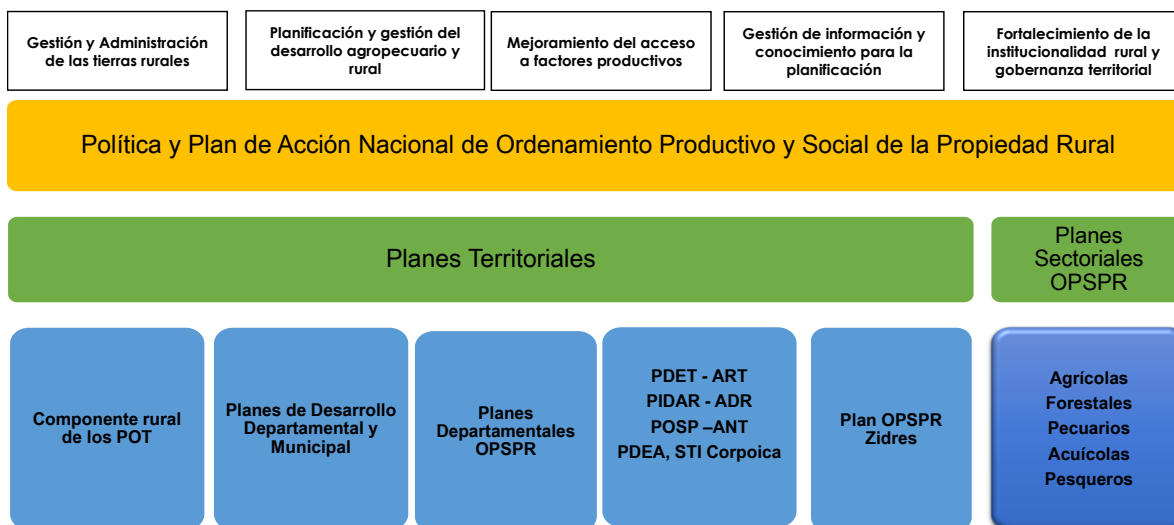 Gestión y Administración
de las tierras rurales
Planificación y gestión del
desarrollo agropecuario y
rural
Mejoramiento del acceso
a factores productivos
Gestión de información y
conocimiento para la
planificación
Fortalecimiento de la
institucionalidad rural y
gobernanza territorial
Política y Plan de Acción Nacional de Ordenamiento Productivo y Social de la Propiedad Rural
Planes Territoriales
Planes
Sectoriales
OPSPR
Componente rural
de los POT
Planes de Desarrollo
Departamental y
Municipal
Planes
Departamentales
OPSPR
PDET - ART
PIDAR - ADR
POSP –ANT
PDEA, STI Corpoica
Plan OPSPR
Zidres
Agrícolas
Forestales
Pecuarios
Acuícolas
Pesqueros